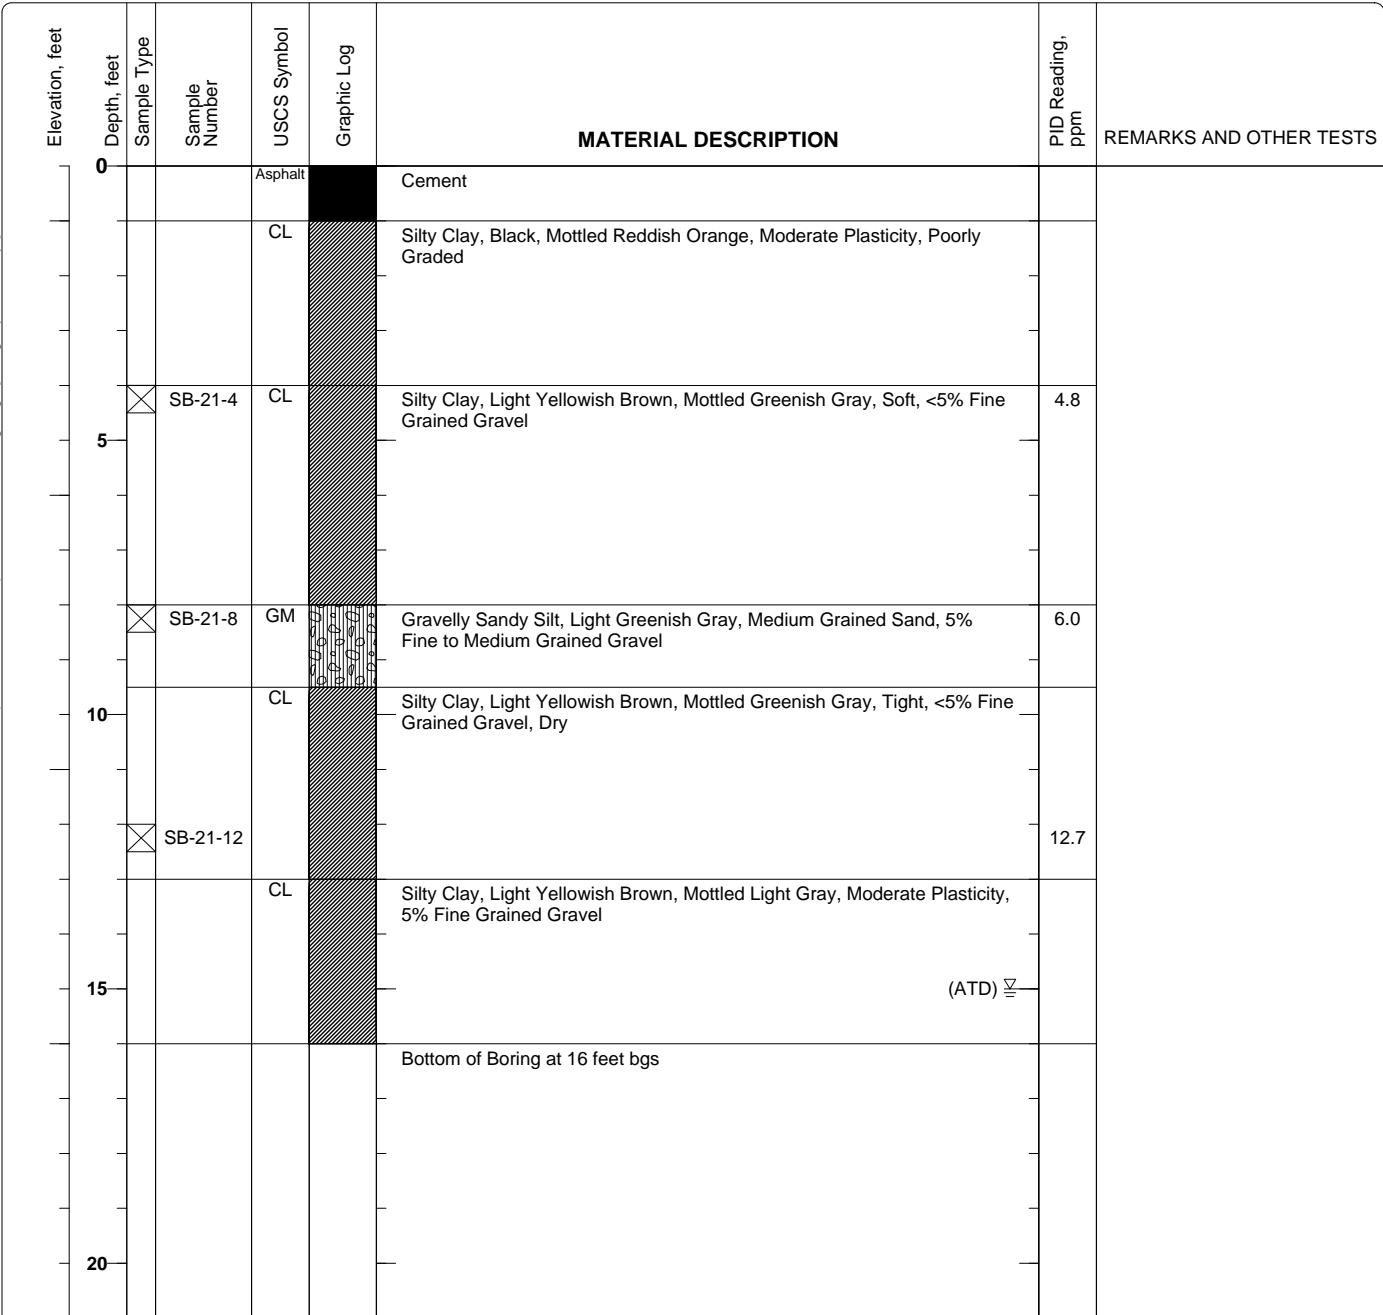 Elevation, feet
Depth, feet
Sample Type
Sample
Number
USCS Symbol
Graphic Log
MATERIAL DESCRIPTION
PID Reading,
ppm
REMARKS AND OTHER TESTS
0
Asphalt
Cement
CL
Silty Clay, Black, Mottled Reddish Orange, Moderate Plasticity, Poorly
Graded
SB-21-4
CL
Silty Clay, Light Yellowish Brown, Mottled Greenish Gray, Soft, <5% Fine
Grained Gravel
4.8
5
SB-21-8
GM
Gravelly Sandy Silt, Light Greenish Gray, Medium Grained Sand, 5%
Fine to Medium Grained Gravel
6.0
CL
Silty Clay, Light Yellowish Brown, Mottled Greenish Gray, Tight, <5% Fine
Grained Gravel, Dry
10
SB-21-12
12.7
CL
Silty Clay, Light Yellowish Brown, Mottled Light Gray, Moderate Plasticity,
5% Fine Grained Gravel
15
(ATD)
Bottom of Boring at 16 feet bgs
20